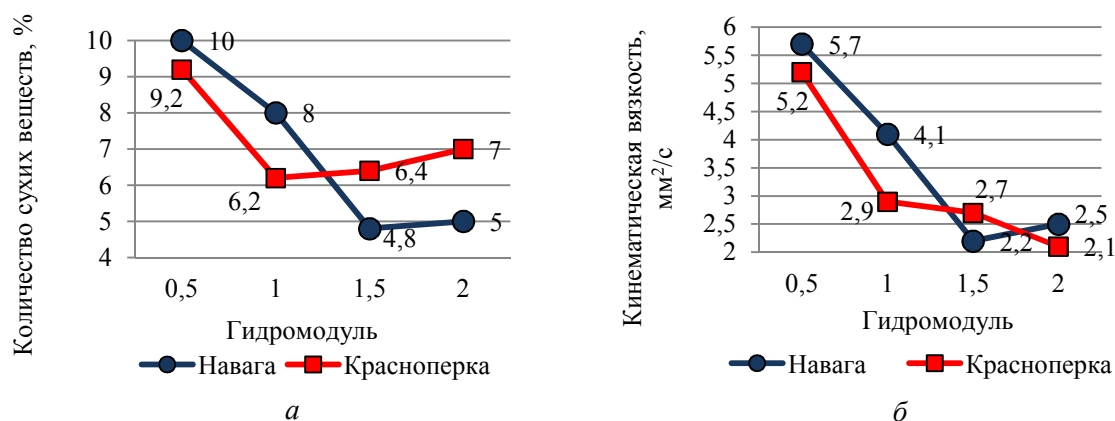 Количество сухих веществ, %
10
9
8
7
6
5
4
10
9,2
8
6,2
6,4
4,8
7
5
0,5 1 1,5 2
Гидромодуль
Навага Красноперка
а
Кинематическая вязкость,
мм²/с
6
5,5
5
4,5
4
3,5
3
2,5
2
5,7
5,2
4,1
2,9
2,7
2,2
2,5
2,1
0,5 1 1,5 2
Гидромодуль
Навага Красноперка
б